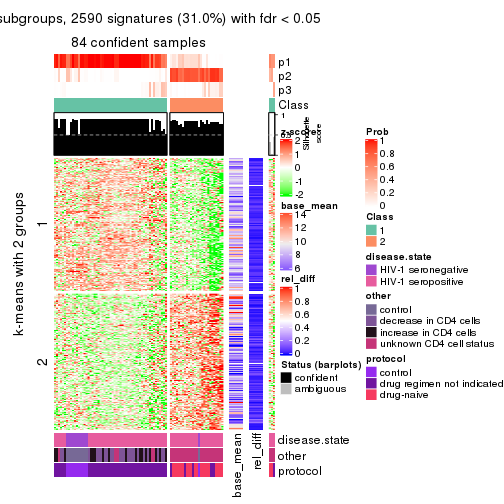 subgroups, 2590 signatures (31.0%) with fdr < 0.05
84 confident samples
p1
p2
p3
Class
1
Silhouette
score
k-means with 2 groups
1
2
z-scores
2
1
0
-1
-2
base_mean
14
12
10
8
6
rel_diff
1
0.8
0.6
0.4
0.2
0
Status (barplots)
confident
ambiguous
Prob
1
0.8
0.6
0.4
0.2
0
Class
1
2
disease.state
HIV-1 seronegative
HIV-1 seropositive
other
control
decrease in CD4 cells
increase in CD4 cells
unknown CD4 cell status
protocol
control
drug regimen not indicated
drug-naive
disease.state
other
protocol
base_mean
rel_diff